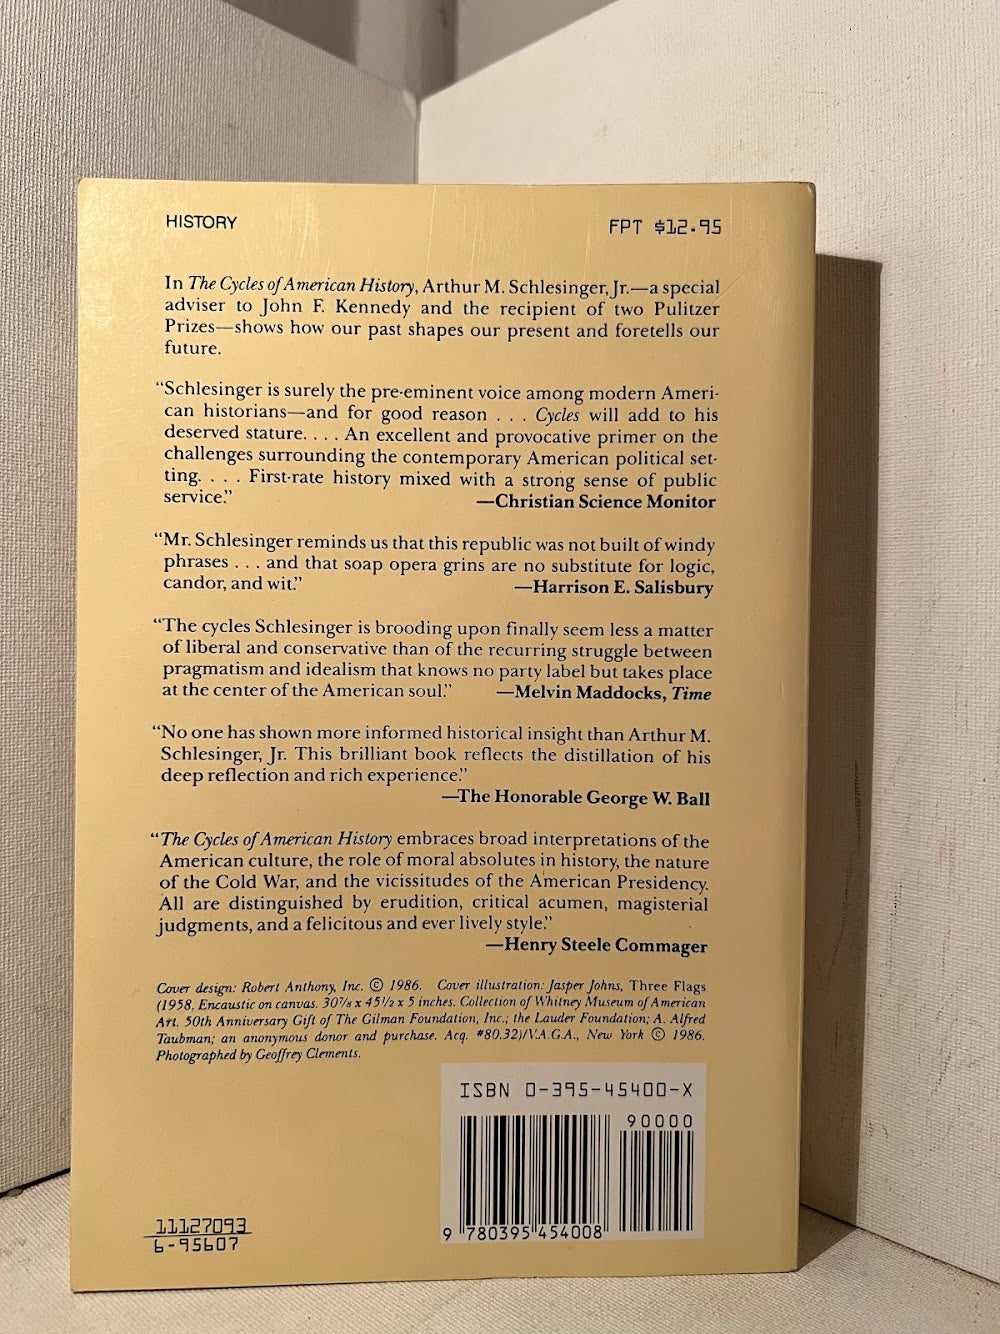 HISTORY
FPT $12.95
In The Cycles of American History, Arthur M. Schlesinger, Jr.—a special
adviser to John F. Kennedy and the recipient of two Pulitzer
Prizes—shows how our past shapes our present and foretells our
future.
“Schlesinger is surely the pre-eminent voice among modern Ameri-
can historians—and for good reason . . . Cycles will add to his
deserved stature. . . . An excellent and provocative primer on the
challenges surrounding the contemporary American political set-
ting. . . . First-rate history mixed with a strong sense of public
service.” —Christian Science Monitor
“Mr. Schlesinger reminds us that this republic was not built of windy
phrases . . . and that soap opera grins are no substitute for logic,
candor, and wit.” —Harrison E. Salisbury
“The cycles Schlesinger is brooding upon finally seem less a matter
of liberal and conservative than of the recurring struggle between
pragmatism and idealism that knows no party label but takes place
at the center of the American soul.” —Melvin Maddocks, Time
“No one has shown more informed historical insight than Arthur M.
Schlesinger, Jr. This brilliant book reflects the distillation of his
deep reflection and rich experience.”
—The Honorable George W. Ball
“The Cycles of American History embraces broad interpretations of the
American culture, the role of moral absolutes in history, the nature
of the Cold War, and the vicissitudes of the American Presidency.
All are distinguished by erudition, critical acumen, magisterial
judgments, and a felicitous and ever lively style.”
—Henry Steele Commager
Cover design: Robert Anthony, Inc. © 1986. Cover illustration: Jasper Johns, Three Flags
(1958. Encaustic on canvas. 30⅞ x 45½ x 5 inches. Collection of Whitney Museum of American
Art. 50th Anniversary Gift of The Gilman Foundation, Inc.; the Lauder Foundation; A. Alfred
Taubman; an anonymous donor and purchase. Acq. #80.32)/V.A.G.A., New York © 1986.
Photographed by Geoffrey Clements.
ISBN 0-395-45400-X
90000
9 780395 454008
11127093
6-95607